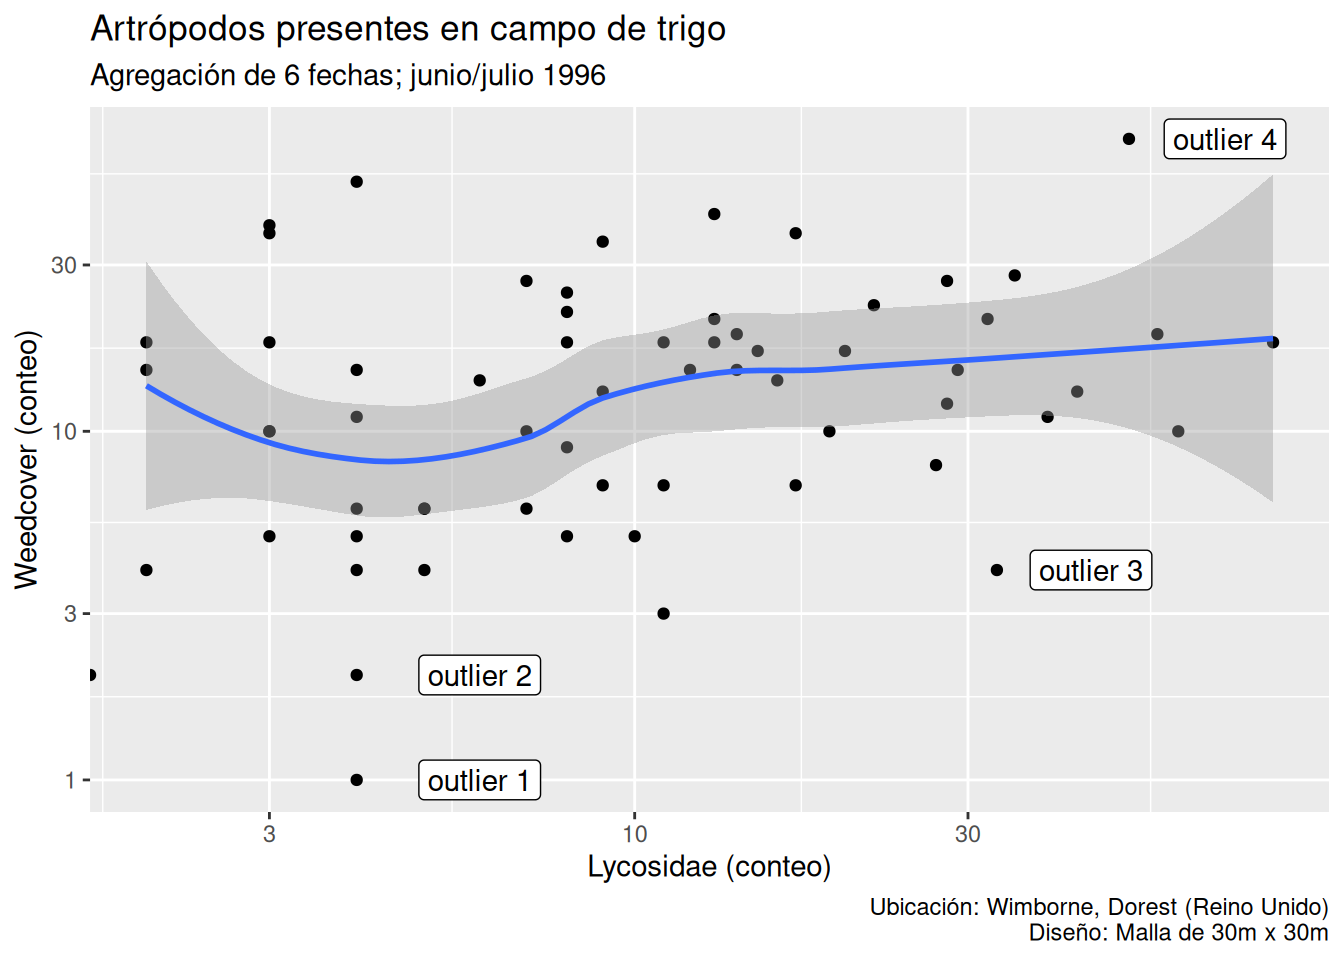 Artrópodos presentes en campo de trigo
Agregación de 6 fechas; junio/julio 1996
outlier 4
30
10
outlier 3
3
outlier 2
outlier 1
1
Weedcover (conteo)
3
10
30
Lycosidae (conteo)
Ubicación: Wimborne, Dorest (Reino Unido)
Diseño: Malla de 30m x 30m